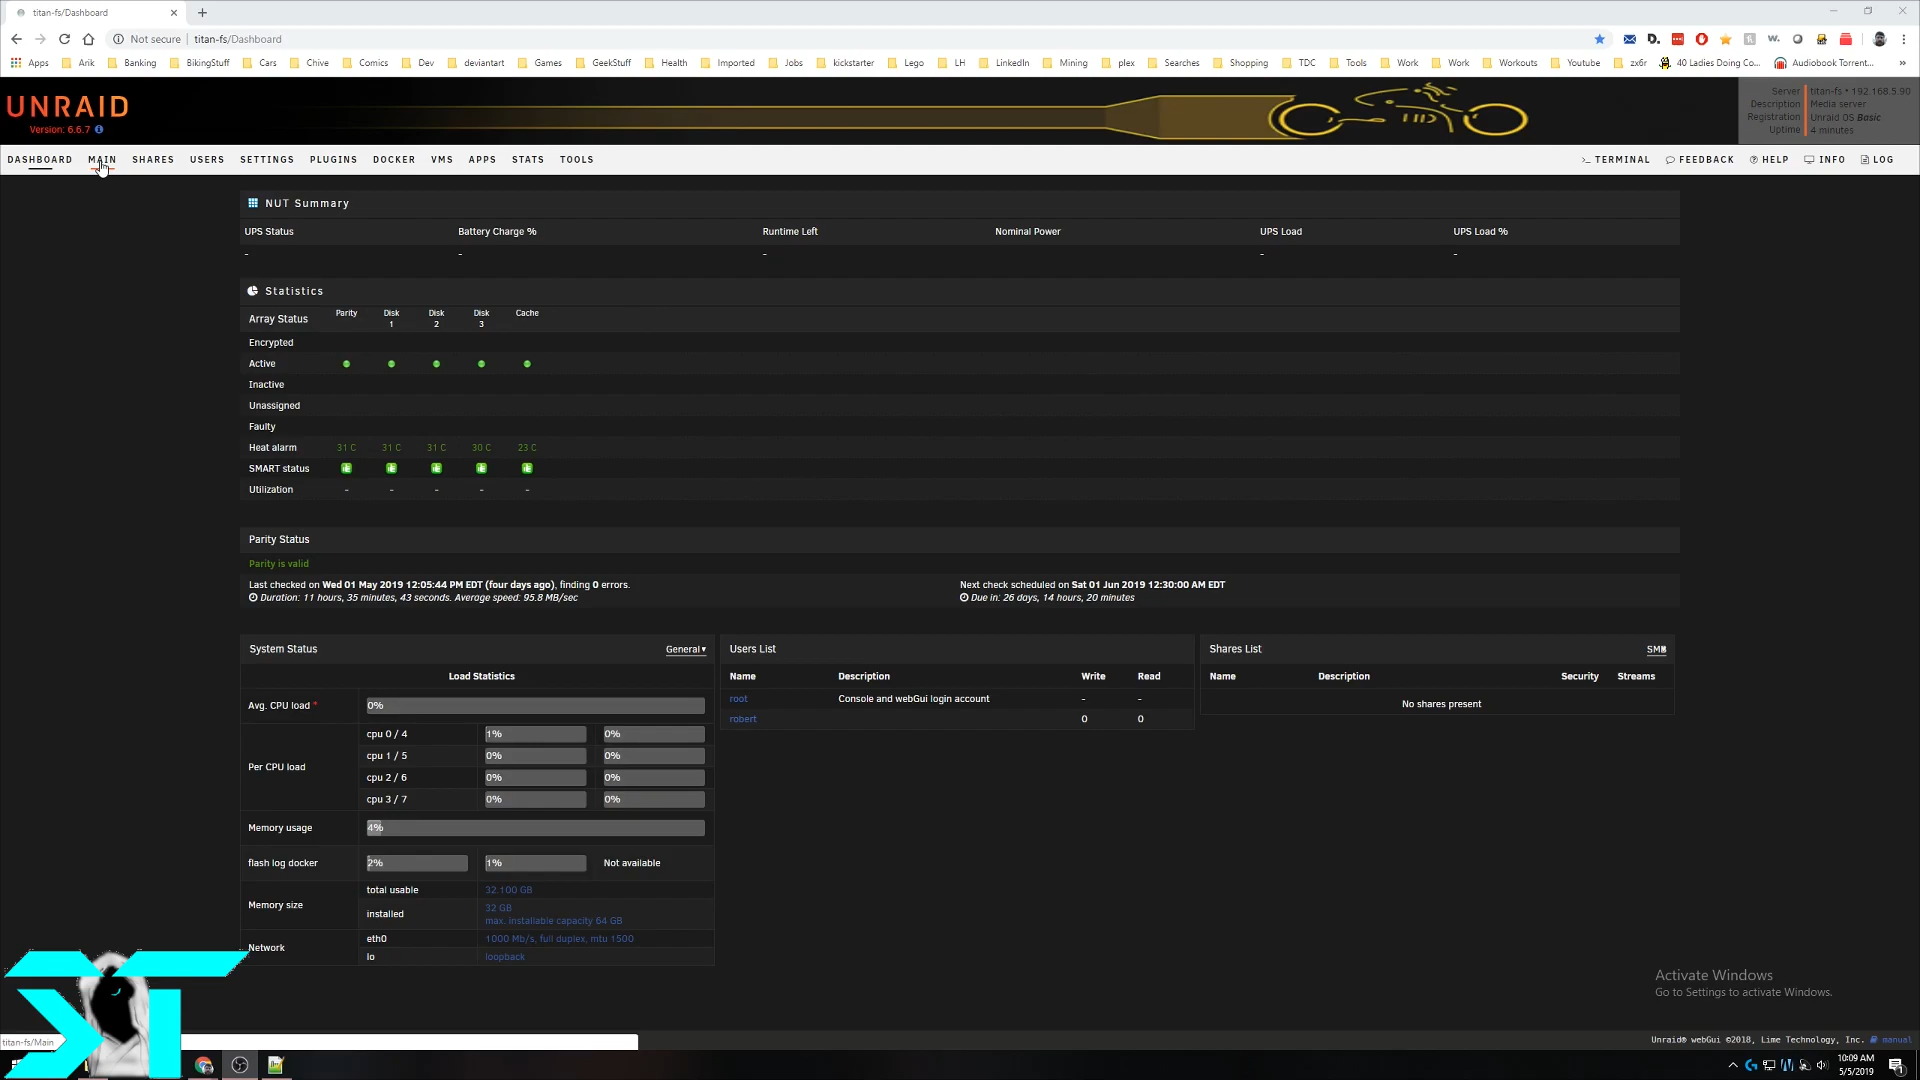 titan-fs/Dashboard
Not secure titan-fs/Dashboard
Apps Arik Banking BikingStuff Cars Chive Comics Dev deviantart Games GeekStuff Health Imported Jobs kickstarter Lego LH LinkedIn Mining plex Searches Shopping TDC Tools Work Work Workouts Youtube zx6r 40 Ladies Doing Co... Audiobook Torrent... »
UNRAID
Version: 6.6.7
Server titan-fs • 192.168.5.90
Description Media server
Registration Unraid OS Basic
Uptime 4 minutes
DASHBOARD MAIN SHARES USERS SETTINGS PLUGINS DOCKER VMS APPS STATS TOOLS >_ TERMINAL FEEDBACK HELP INFO LOG
NUT Summary
UPS Status Battery Charge % Runtime Left Nominal Power UPS Load UPS Load %
- - - - -
Statistics
Array Status Parity Disk 1 Disk 2 Disk 3 Cache
Encrypted
Active
Inactive
Unassigned
Faulty
Heat alarm 31 C 31 C 31 C 30 C 23 C
SMART status
Utilization - - - - -
Parity Status
Parity is valid
Last checked on Wed 01 May 2019 12:05:44 PM EDT (four days ago), finding 0 errors. Next check scheduled on Sat 01 Jun 2019 12:30:00 AM EDT
Duration: 11 hours, 35 minutes, 43 seconds. Average speed: 95.8 MB/sec Due in: 26 days, 14 hours, 20 minutes
System Status General
Load Statistics
Avg. CPU load * 0%
Per CPU load
cpu 0 / 4 1% 0%
cpu 1 / 5 0% 0%
cpu 2 / 6 0% 0%
cpu 3 / 7 0% 0%
Memory usage 4%
flash log docker 2% 1% Not available
Memory size
total usable 32.100 GB
installed 32 GB
max. installable capacity 64 GB
Network
eth0 1000 Mb/s, full duplex, mtu 1500
lo loopback
Users List
Name Description Write Read
root Console and webGui login account - -
robert 0 0
Shares List SMB
Name Description Security Streams
No shares present
Activate Windows
Go to Settings to activate Windows.
titan-fs/Main
Unraid® webGui ©2018, Lime Technology, Inc. manual
10:09 AM
5/5/2019